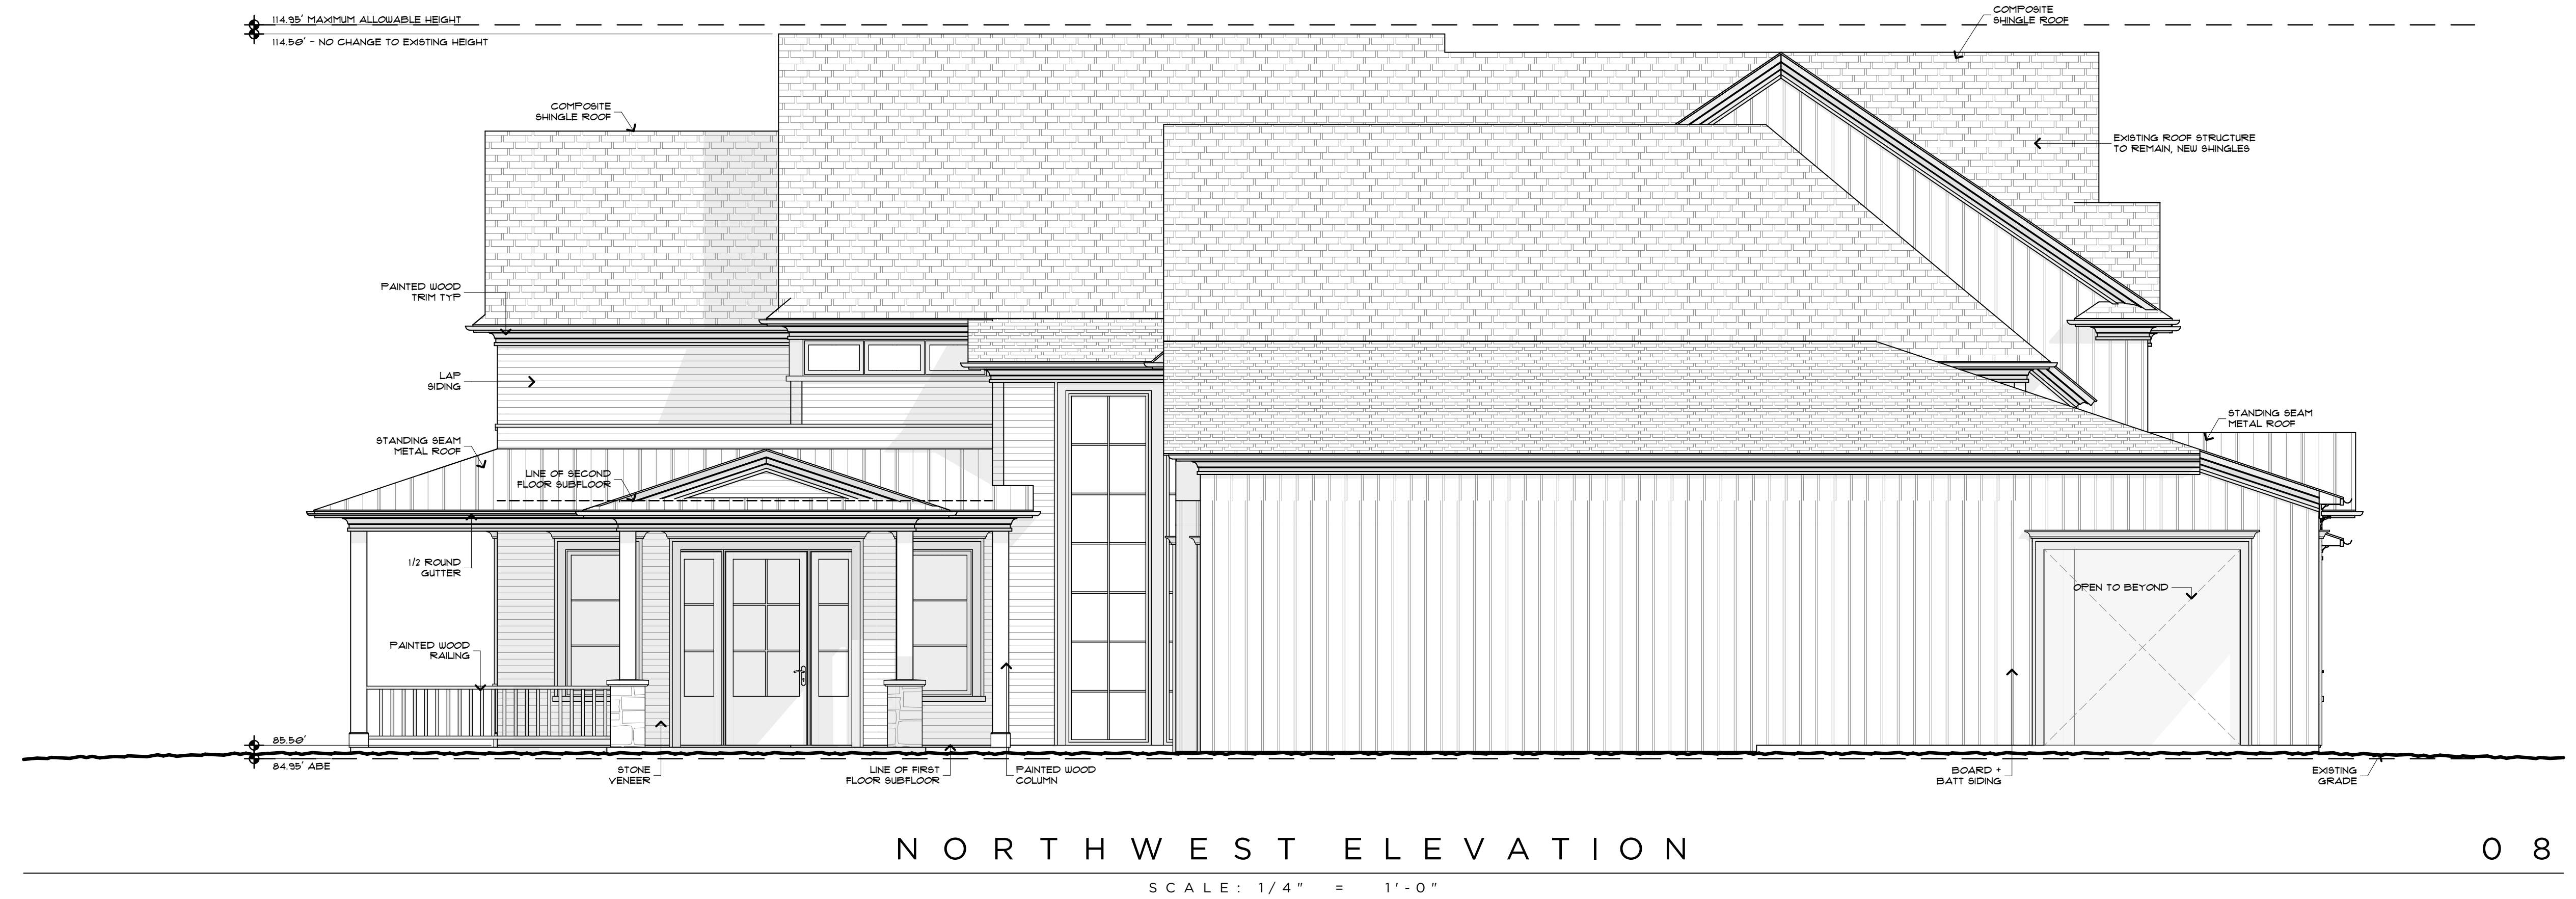 114.95' MAXIMUM ALLOWABLE HEIGHT
114.50' - NO CHANGE TO EXISTING HEIGHT
COMPOSITE
SHINGLE ROOF
COMPOSITE
SHINGLE ROOF
EXISTING ROOF STRUCTURE
TO REMAIN, NEW SHINGLES
PAINTED WOOD
TRIM TYP
LAP
SIDING
STANDING SEAM
METAL ROOF
STANDING SEAM
METAL ROOF
LINE OF SECOND
FLOOR SUBFLOOR
1/2 ROUND
GUTTER
OPEN TO BEYOND
PAINTED WOOD
RAILING
85.50'
84.95' ABE
STONE
VENEER
LINE OF FIRST
FLOOR SUBFLOOR
PAINTED WOOD
COLUMN
BOARD +
BATT SIDING
EXISTING
GRADE
NORTHWEST ELEVATION
08
SCALE: 1/4" = 1'-0"